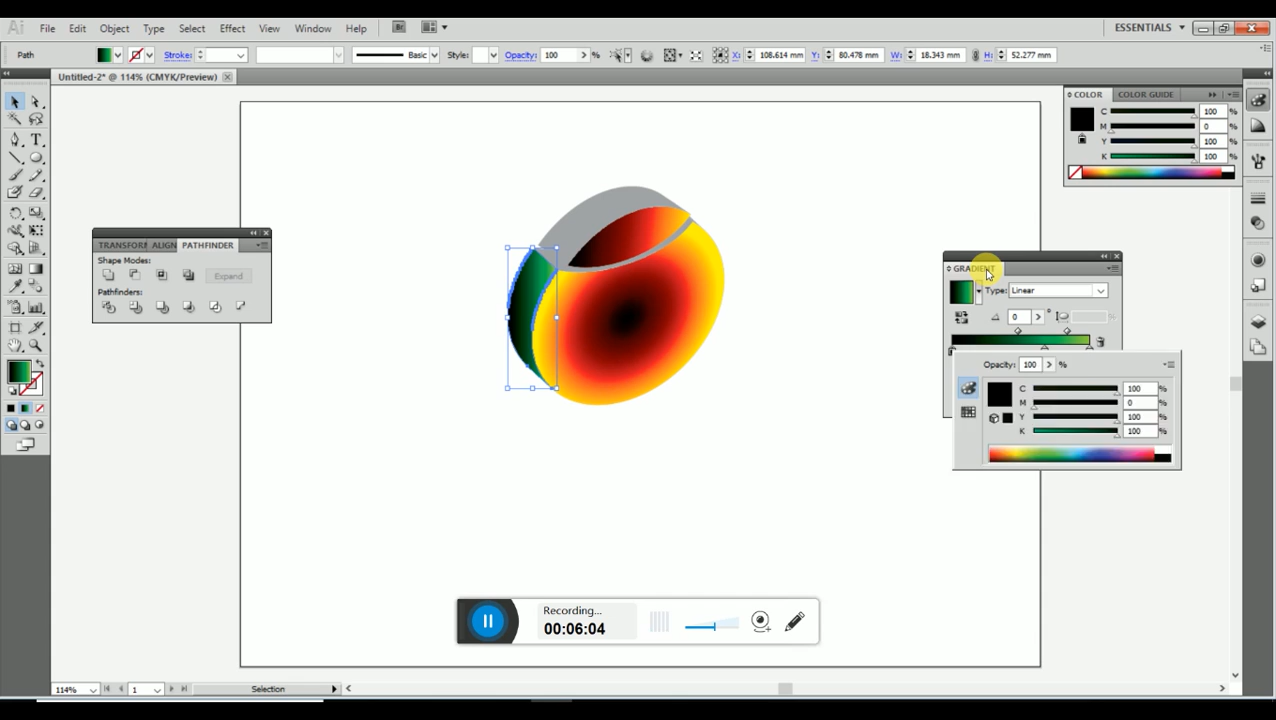 Ai File Edit Object Type Select Effect View Window Help ESSENTIALS
Path Stroke: Basic Style: Opacity: 100 % X: 108.614 mm Y: 80.478 mm W: 18.343 mm H: 52.277 mm
Untitled-2* @ 114% (CMYK/Preview)
COLOR COLOR GUIDE
C 100 %
M 0 %
Y 100 %
K 100 %
TRANSFORM ALIGN PATHFINDER
Shape Modes:
Expand
Pathfinders:
GRADIENT
Type: Linear
0 °
Opacity: 100 %
C 100 %
M 0 %
Y 100 %
K 100 %
Recording...
00:06:04
114% 1 Selection